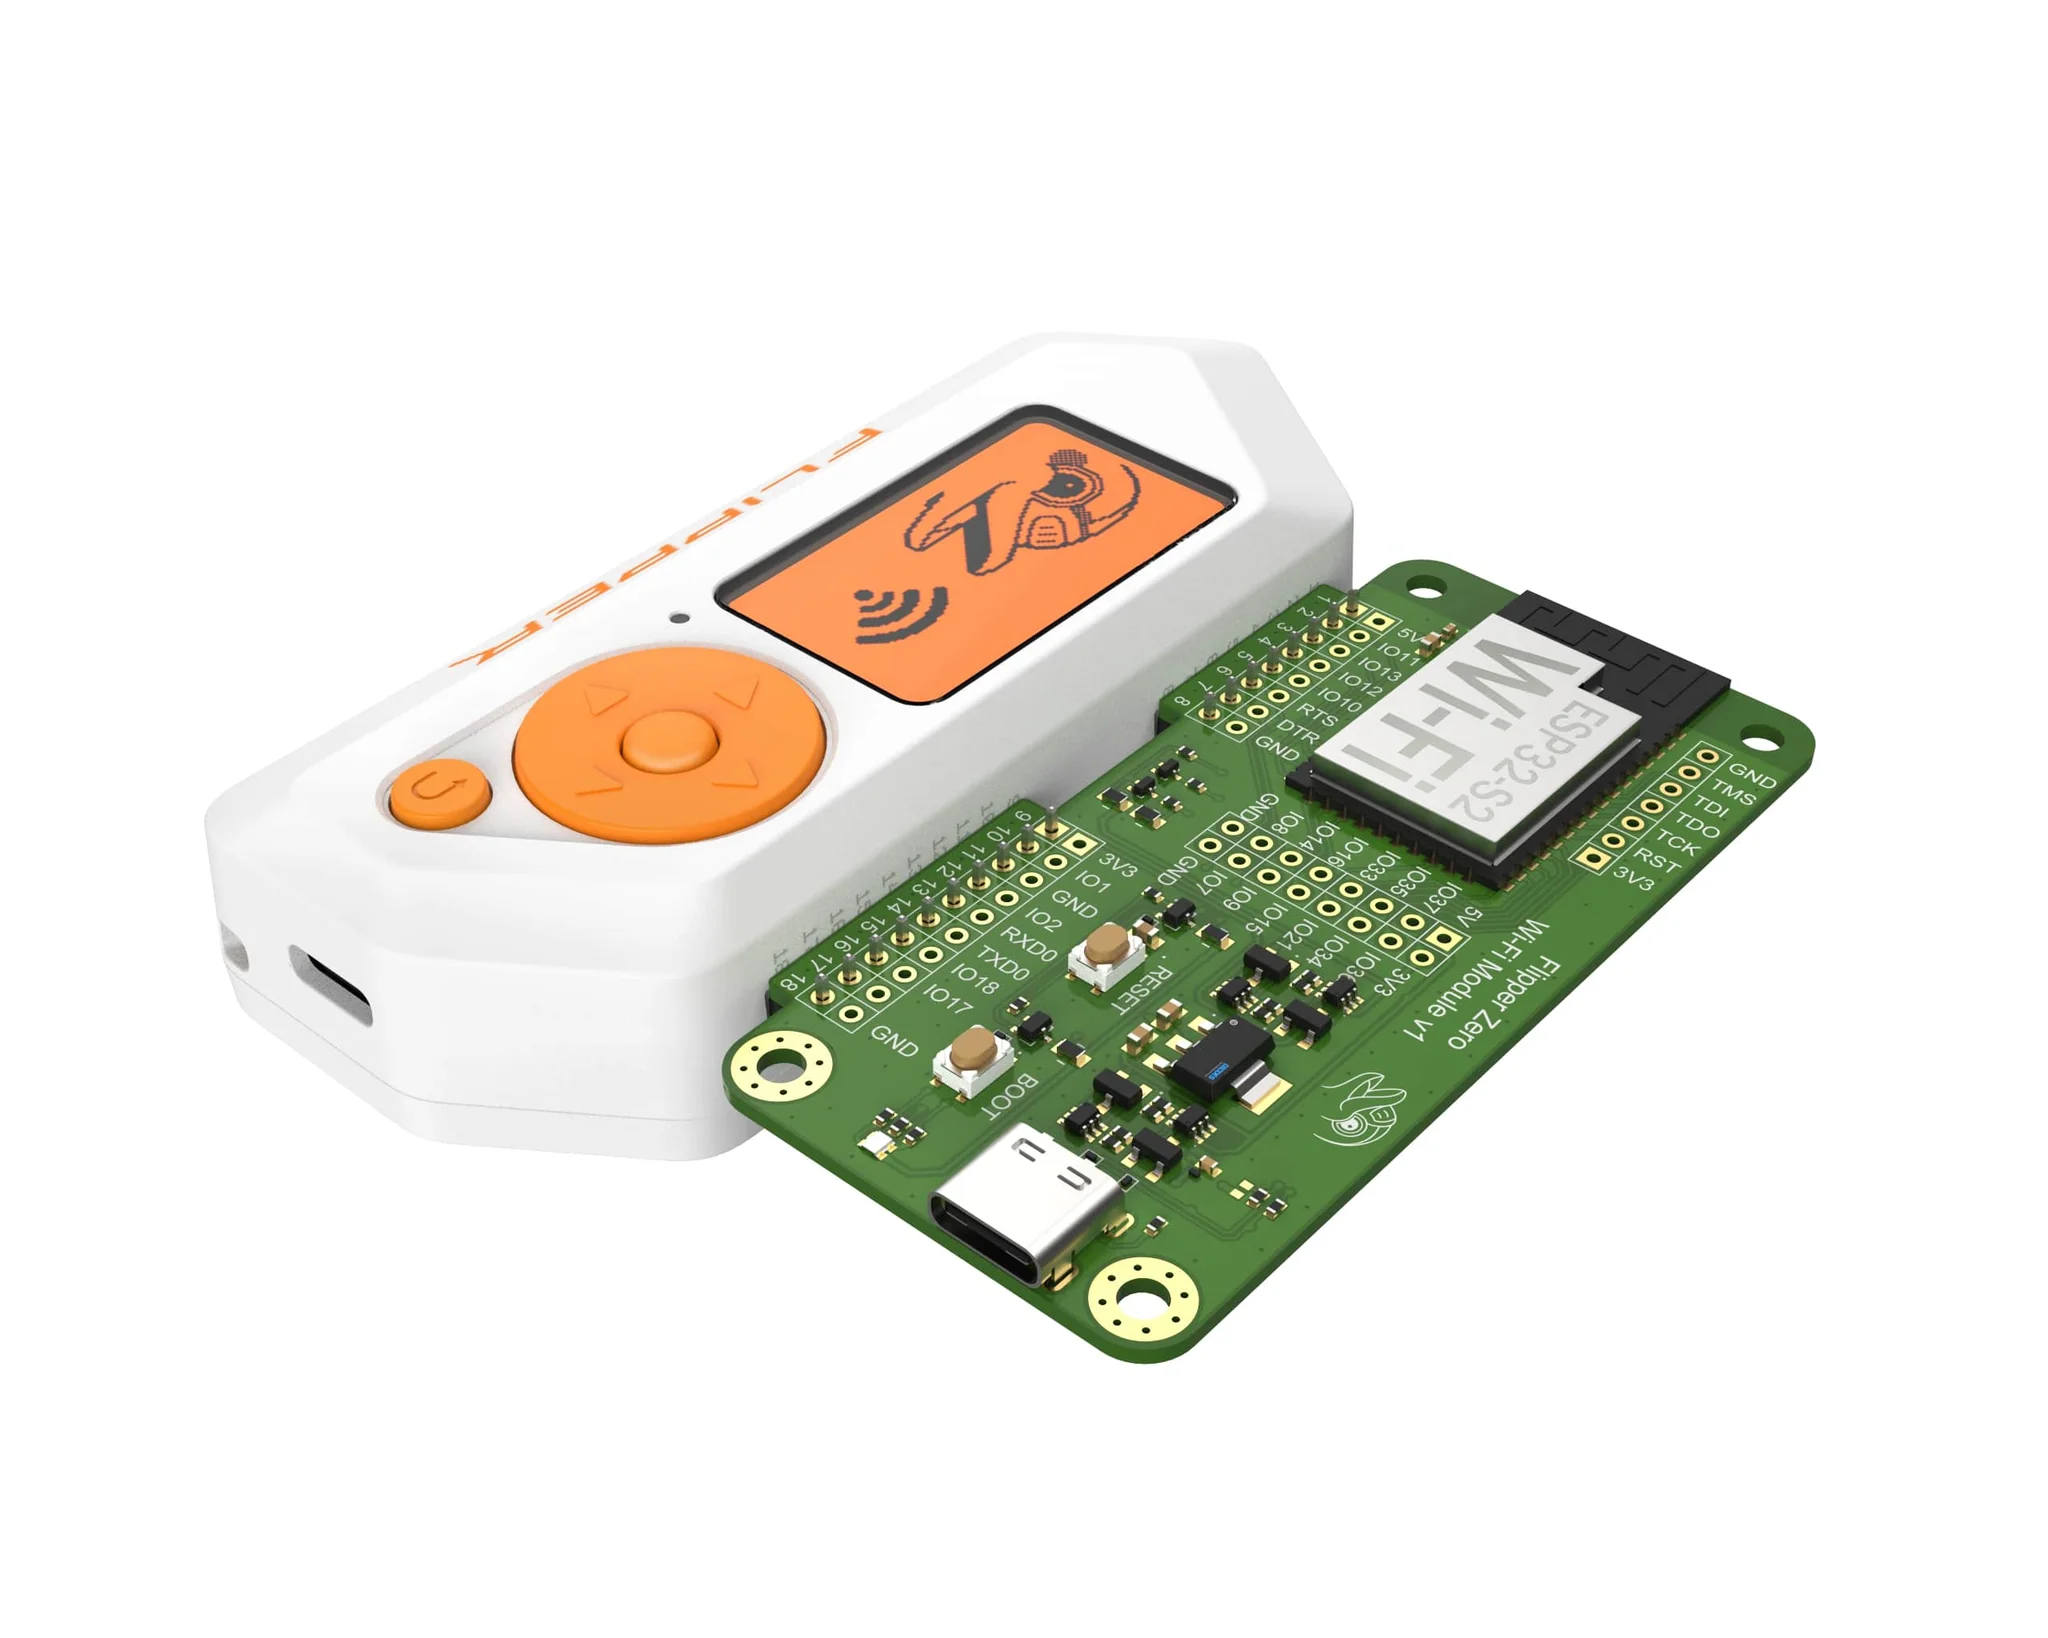 FLIPPER
1
2
3
4
5
6
7
8
5V
IO11
IO13
IO12
IO10
RTS
DTR
GND
Wi-Fi
ESP32-S2
GND
TMS
TDI
TDO
TCK
RST
3V3
9
10
11
12
13
14
15
16
17
18
3V3
IO1
GND
IO2
RXD0
TXD0
IO18
IO17
GND
GND
IO8
IO14
IO16
IO33
IO35
IO37
5V
GND
IO7
IO9
IO15
IO21
IO34
3V3
RESET
BOOT
Flipper Zero
Wi-Fi Module v1